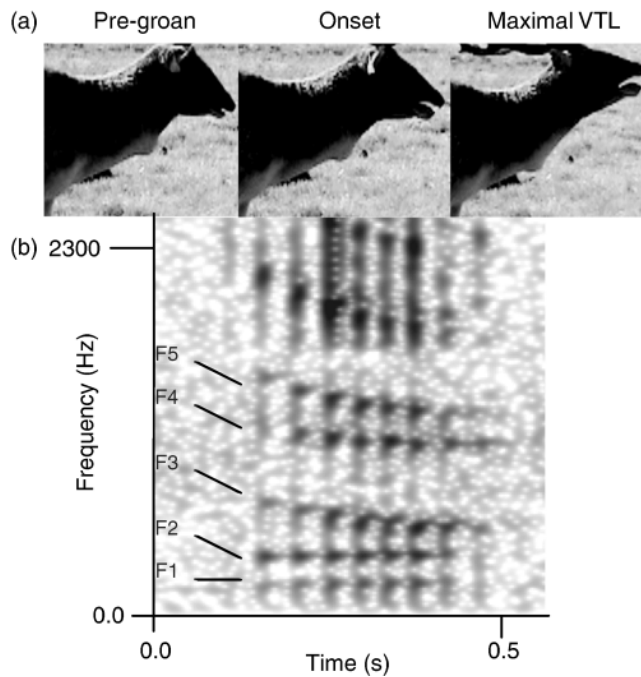 (a) Pre-groan Onset Maximal VTL
(b)
2300
F5
F4
F3
F2
F1
Frequency (Hz)
0.0
0.0 0.5
Time (s)